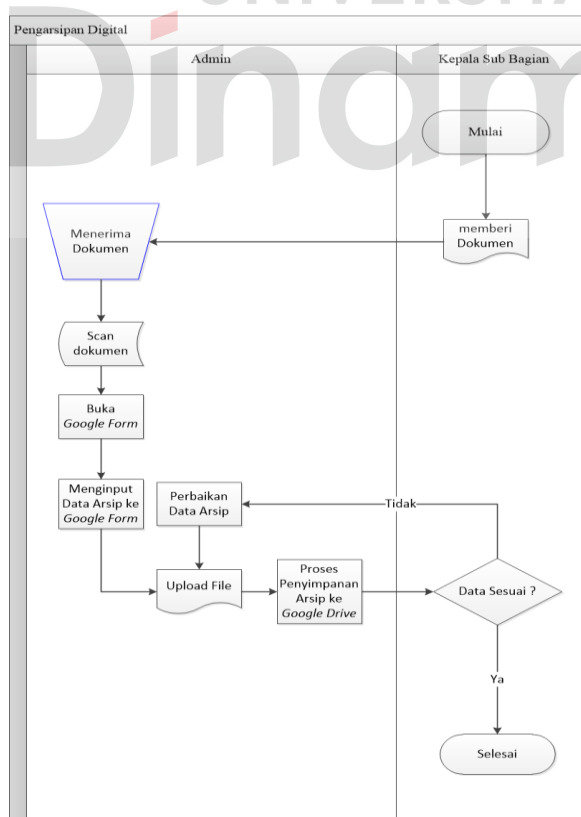 Pengarsipan Digital
Admin
Kepala Sub Bagian
Mulai
memberi
Dokumen
Menerima
Dokumen
Scan
dokumen
Buka
Google Form
Menginput
Data Arsip ke
Google Form
Perbaikan
Data Arsip
Tidak
Upload File
Proses
Penyimpanan
Arsip ke
Google Drive
Data Sesuai ?
Ya
Selesai